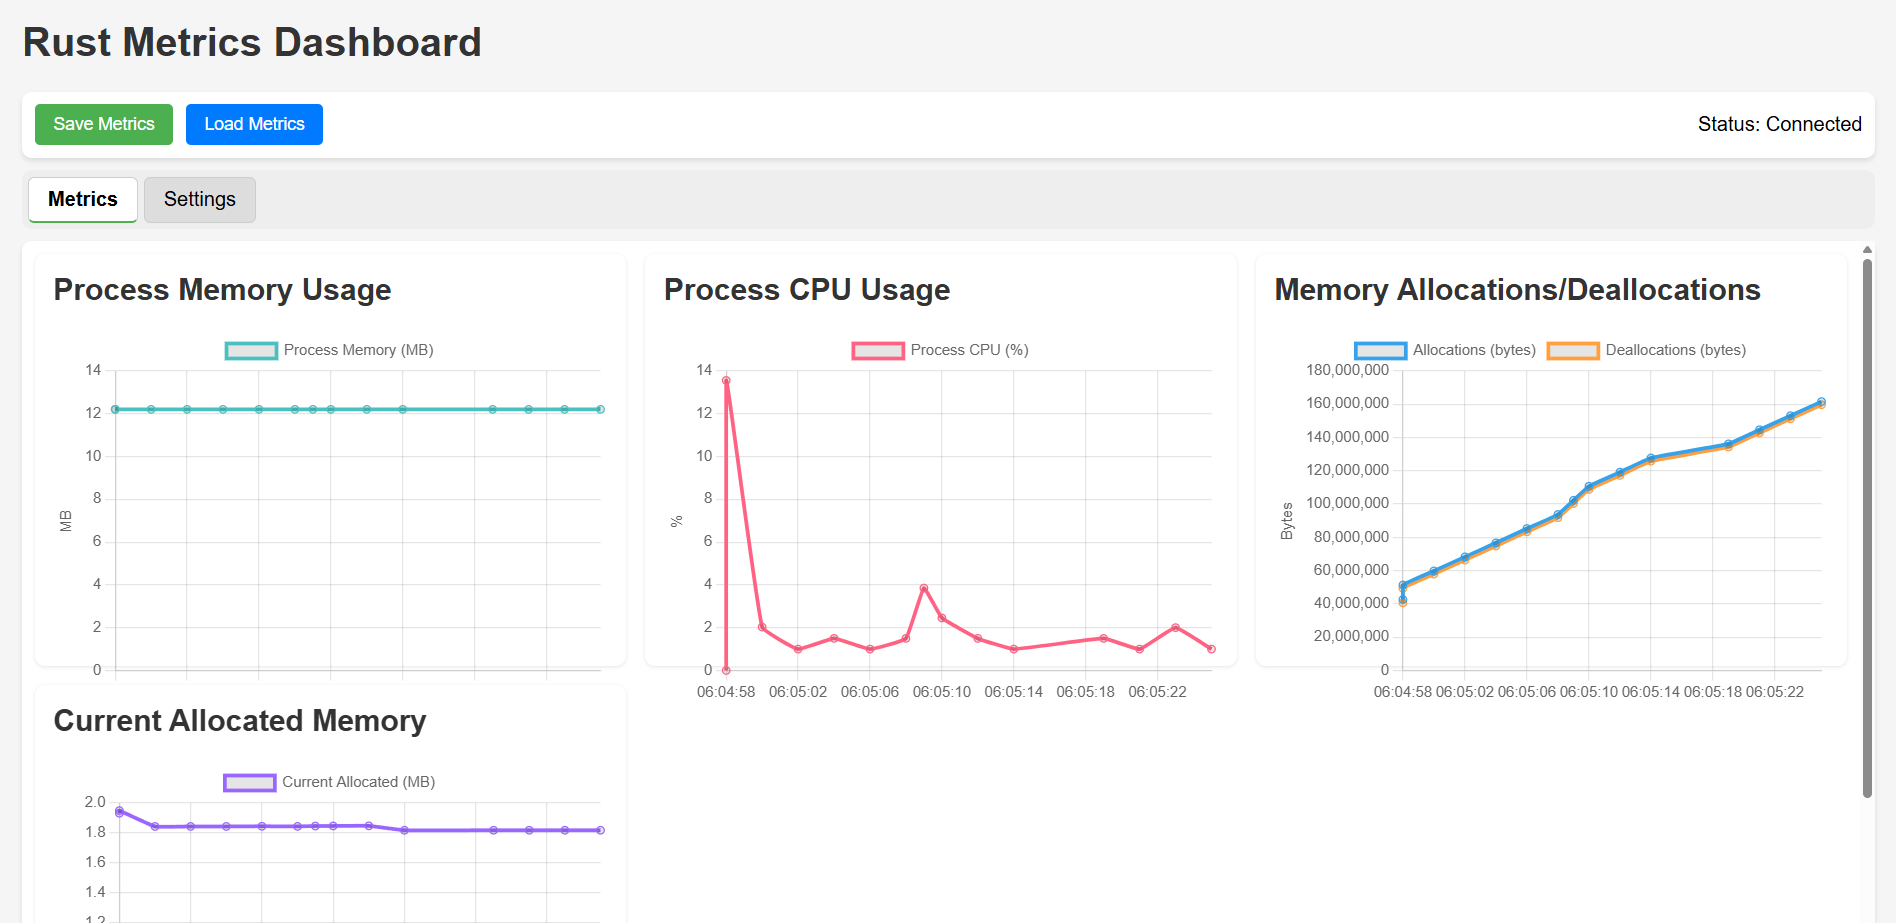 Rust Metrics Dashboard
Save Metrics
Load Metrics
Status: Connected
Metrics
Settings
Process Memory Usage
Process Memory (MB)
14
12
10
8
6
4
2
0
MB
Process CPU Usage
Process CPU (%)
14
12
10
8
6
4
2
0
%
06:04:58 06:05:02 06:05:06 06:05:10 06:05:14 06:05:18 06:05:22
Memory Allocations/Deallocations
Allocations (bytes) Deallocations (bytes)
180,000,000
160,000,000
140,000,000
120,000,000
100,000,000
80,000,000
60,000,000
40,000,000
20,000,000
0
Bytes
06:04:58 06:05:02 06:05:06 06:05:10 06:05:14 06:05:18 06:05:22
Current Allocated Memory
Current Allocated (MB)
2.0
1.8
1.6
1.4
1.2